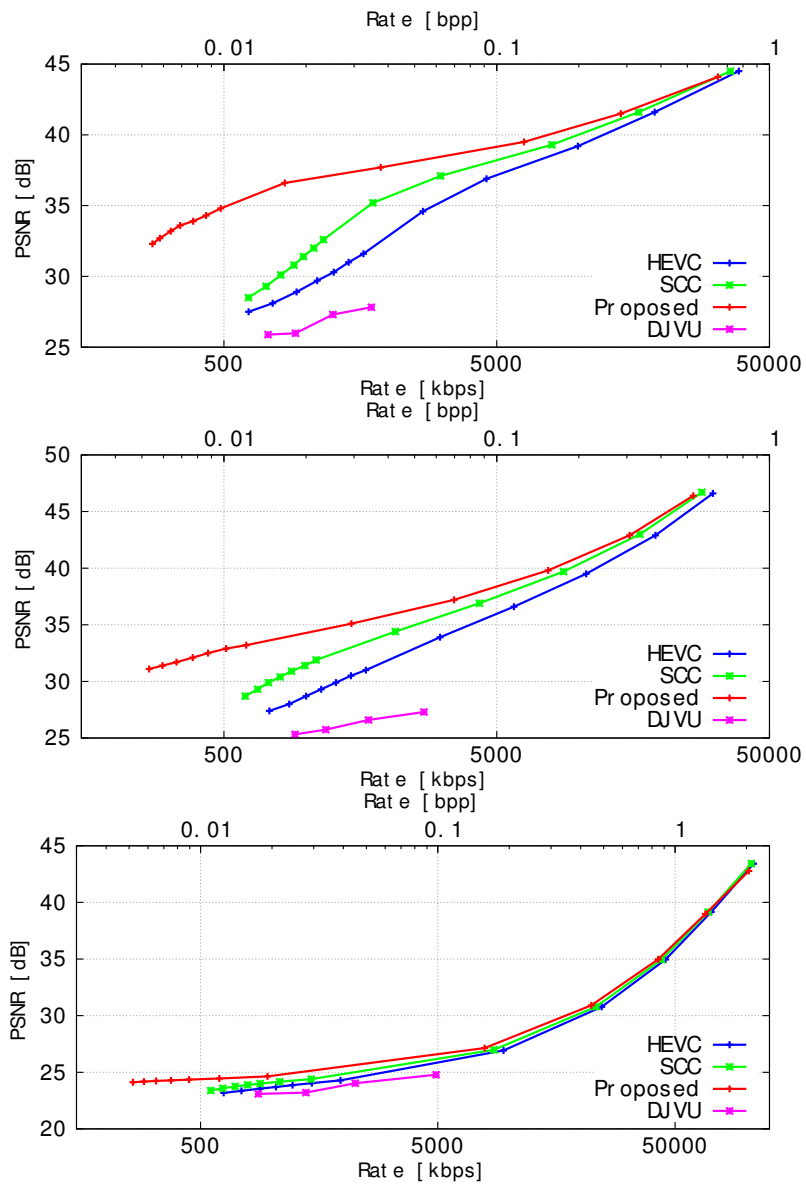 Rate [bpp]
0.01 0.1 1
45
40
35
30
25
PSNR [dB]
HEVC
SCC
Proposed
DJVU
500 5000 50000
Rate [kbps]
Rate [bpp]
0.01 0.1 1
50
45
40
35
30
25
PSNR [dB]
HEVC
SCC
Proposed
DJVU
500 5000 50000
Rate [kbps]
Rate [bpp]
0.01 0.1 1
45
40
35
30
25
20
PSNR [dB]
HEVC
SCC
Proposed
DJVU
500 5000 50000
Rate [kbps]